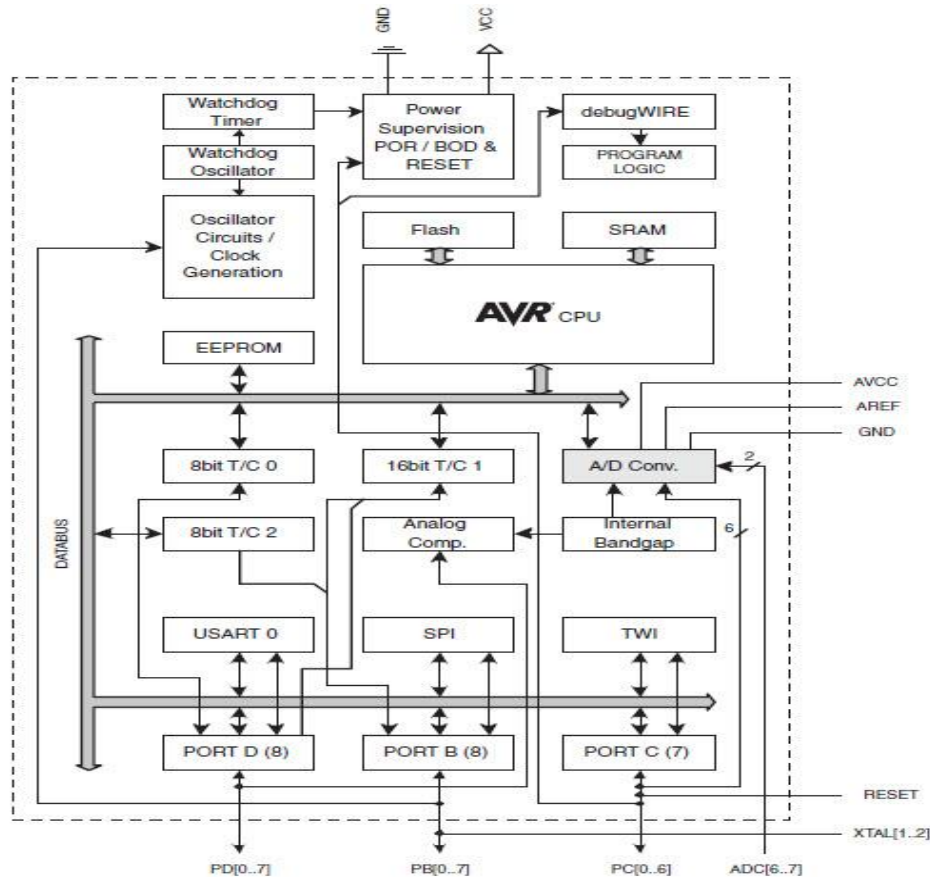 GND
VCC
Watchdog
Timer
Power
Supervision
POR / BOD &
RESET
debugWIRE
Watchdog
Oscillator
PROGRAM
LOGIC
Oscillator
Circuits /
Clock
Generation
Flash
SRAM
AVR CPU
EEPROM
AVCC
AREF
GND
8bit T/C 0
16bit T/C 1
A/D Conv.
2
8bit T/C 2
Analog
Comp.
Internal
Bandgap
6
DATABUS
USART 0
SPI
TWI
PORT D (8)
PORT B (8)
PORT C (7)
RESET
XTAL[1..2]
PD[0..7]
PB[0..7]
PC[0..6]
ADC[6..7]